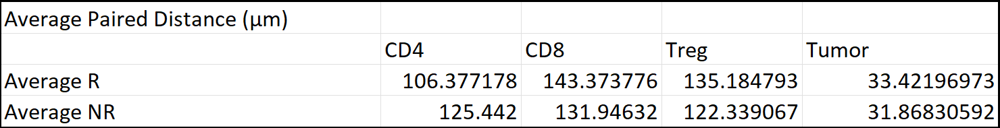 Average Paired Distance (µm)
CD4 CD8 Treg Tumor
Average R 106.377178 143.373776 135.184793 33.42196973
Average NR 125.442 131.94632 122.339067 31.86830592